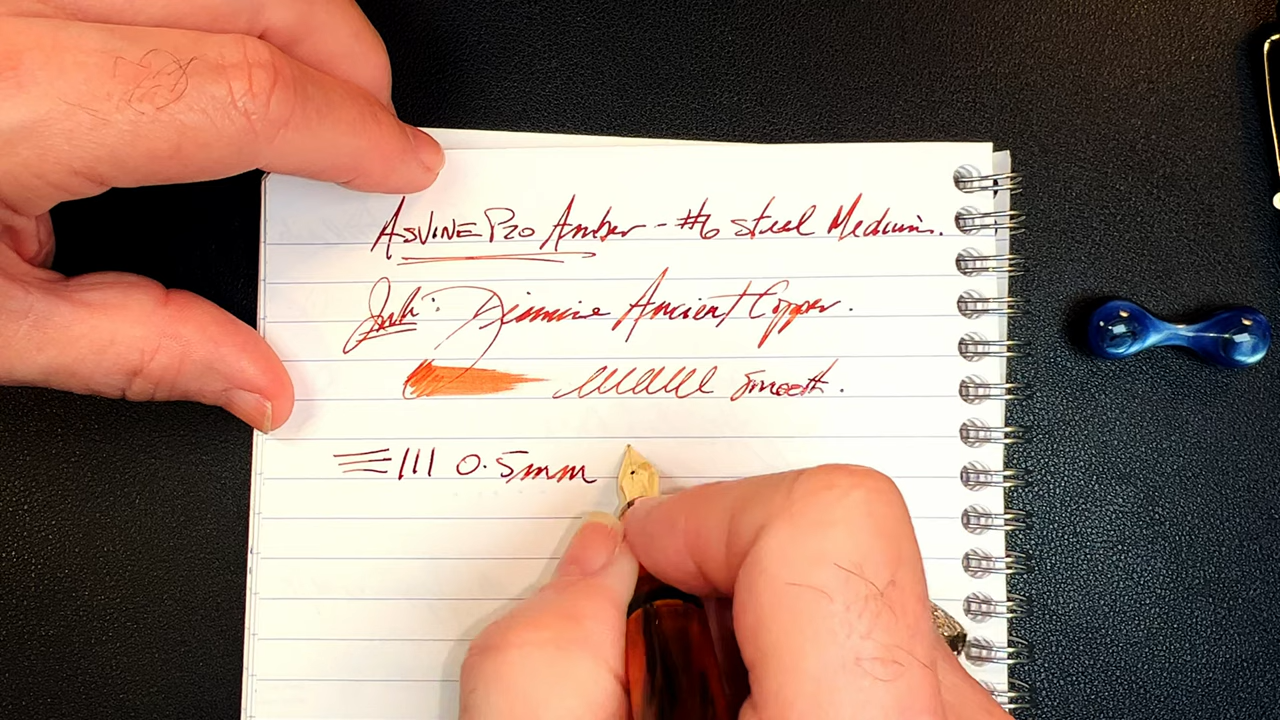 ASVINE P20 Amber - #6 steel Medium.
Ink: Diamine Ancient Copper.
Smooth.
0.5mm